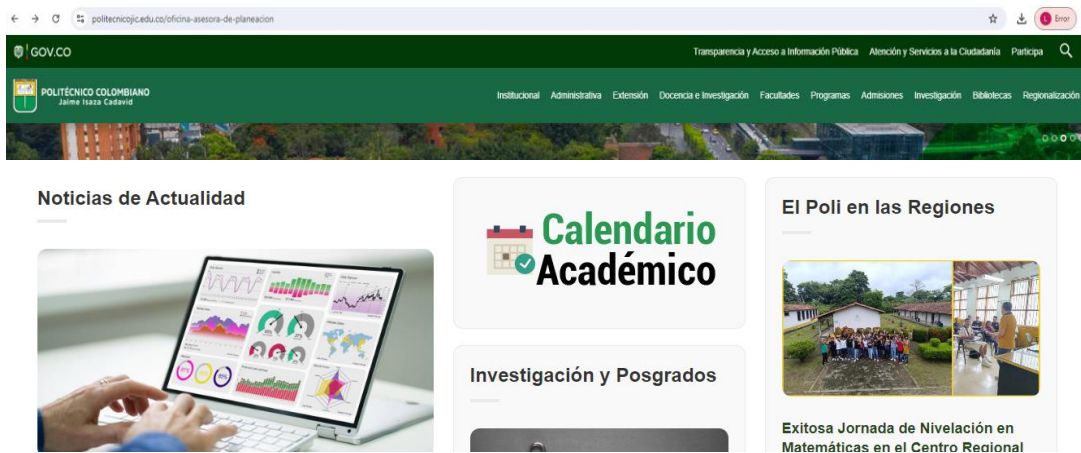 politecnicojic.edu.co/oficina-asesora-de-planeacion
L Error
GOV.CO
Transparencia y Acceso a Información Pública Atención y Servicios a la Ciudadanía Participa
POLITÉCNICO COLOMBIANO
Jaime Isaza Cadavid
Institucional Administrativa Extensión Docencia e Investigación Facultades Programas Admisiones Investigación Bibliotecas Regionalización
Noticias de Actualidad
Calendario
Académico
Investigación y Posgrados
El Poli en las Regiones
Exitosa Jornada de Nivelación en
Matemáticas en el Centro Regional